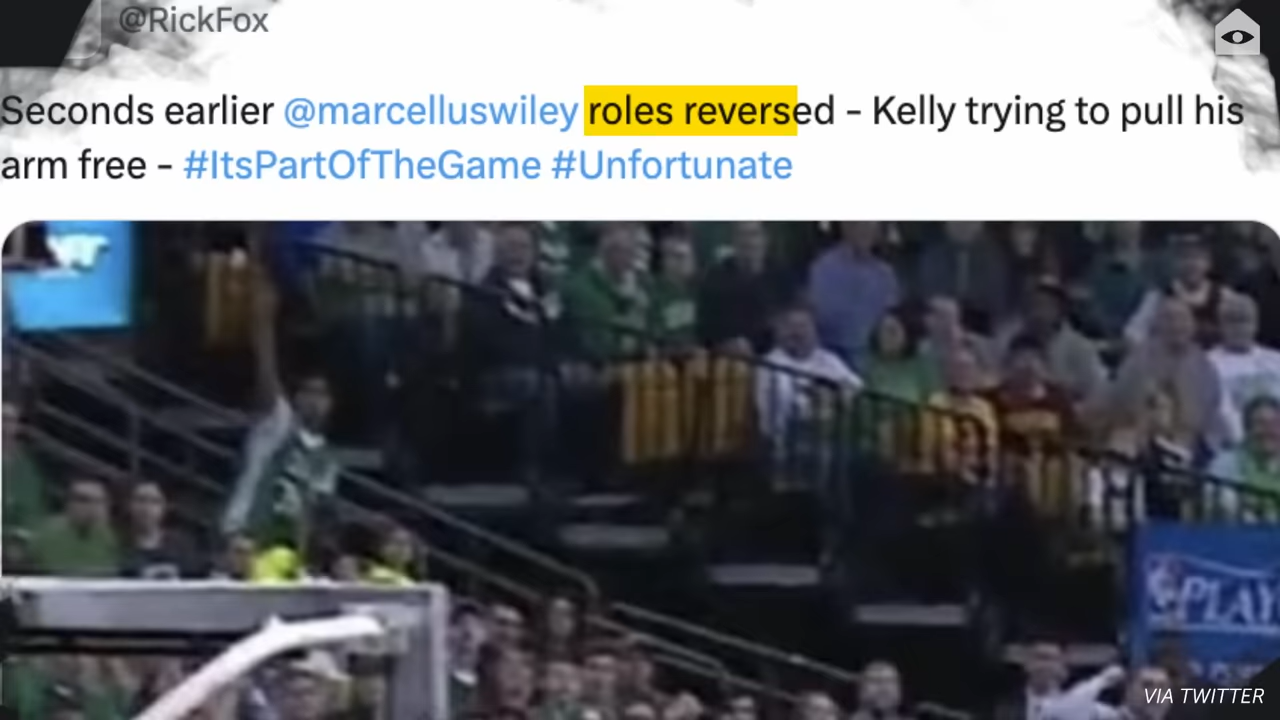 @RickFox
Seconds earlier @marcelluswiley roles reversed – Kelly trying to pull his
arm free – #ItsPartOfTheGame #Unfortunate
PLAY
VIA TWITTER